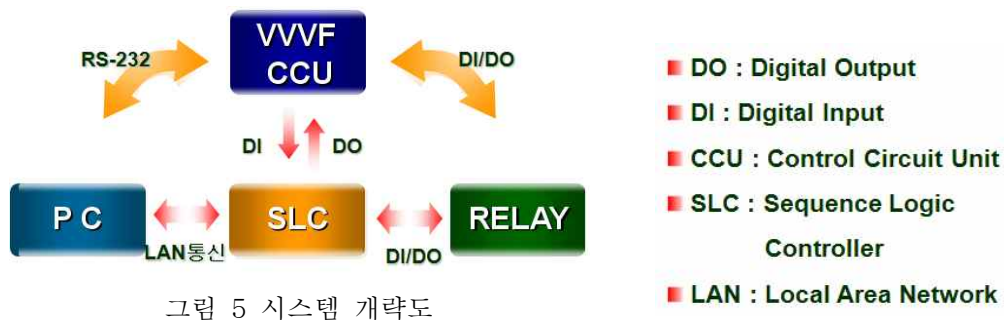 VVVF
CCU
RS-232
DI/DO
DI
DO
P C
SLC
RELAY
LAN통신
DI/DO
그림 5 시스템 개략도
DO : Digital Output
DI : Digital Input
CCU : Control Circuit Unit
SLC : Sequence Logic
Controller
LAN : Local Area Network